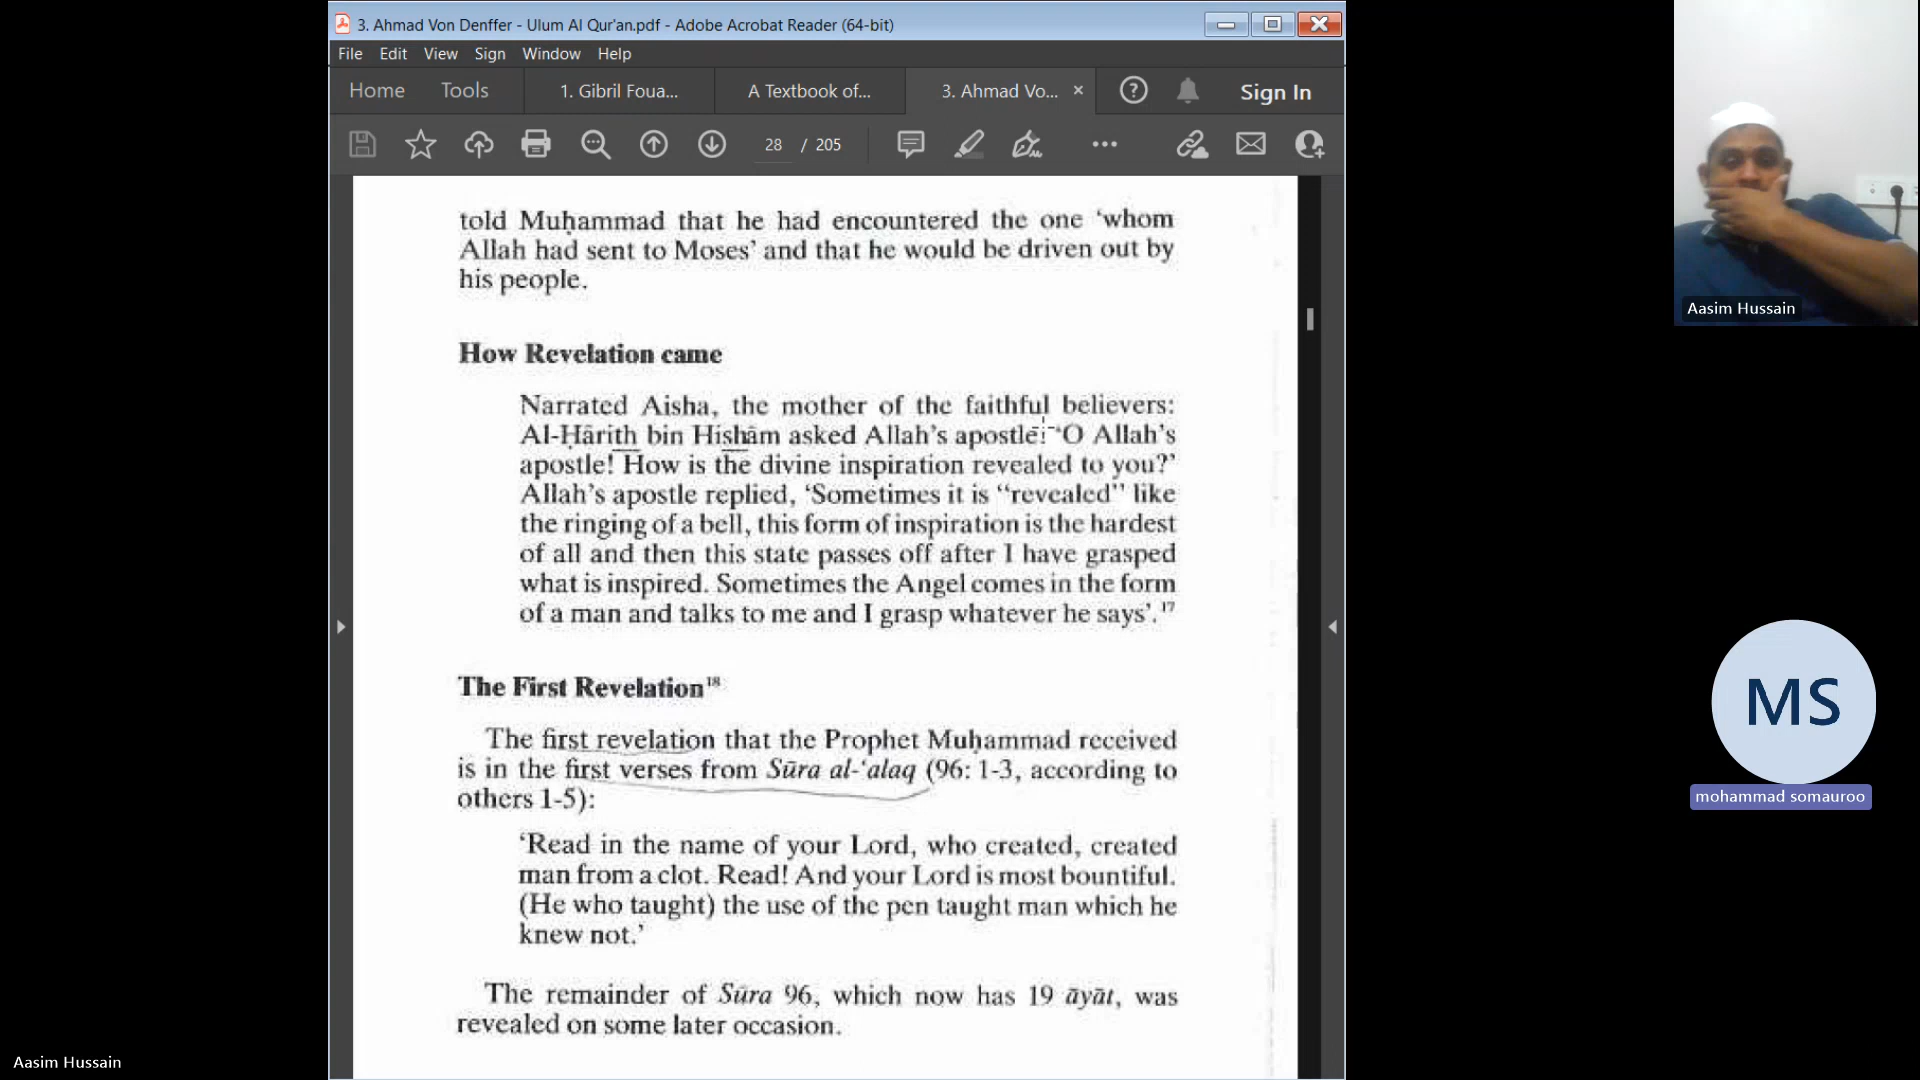 3. Ahmad Von Denffer - Ulum Al Qur'an.pdf - Adobe Acrobat Reader (64-bit)
File Edit View Sign Window Help
Home Tools 1. Gibril Foua... A Textbook of... 3. Ahmad Vo... × ? Sign In
28 / 205
told Muḥammad that he had encountered the one ‘whom
Allah had sent to Moses’ and that he would be driven out by
his people.
How Revelation came
Narrated Aisha, the mother of the faithful believers:
Al-Ḥārith bin Hishām asked Allah’s apostle: ‘O Allah’s
apostle! How is the divine inspiration revealed to you?’
Allah’s apostle replied, ‘Sometimes it is “revealed” like
the ringing of a bell, this form of inspiration is the hardest
of all and then this state passes off after I have grasped
what is inspired. Sometimes the Angel comes in the form
of a man and talks to me and I grasp whatever he says’.¹⁷
The First Revelation¹⁸
The first revelation that the Prophet Muḥammad received
is in the first verses from Sūra al-‘alaq (96: 1-3, according to
others 1-5):
‘Read in the name of your Lord, who created, created
man from a clot. Read! And your Lord is most bountiful.
(He who taught) the use of the pen taught man which he
knew not.’
The remainder of Sūra 96, which now has 19 āyāt, was
revealed on some later occasion.
Aasim Hussain
MS
mohammad somauroo
Aasim Hussain